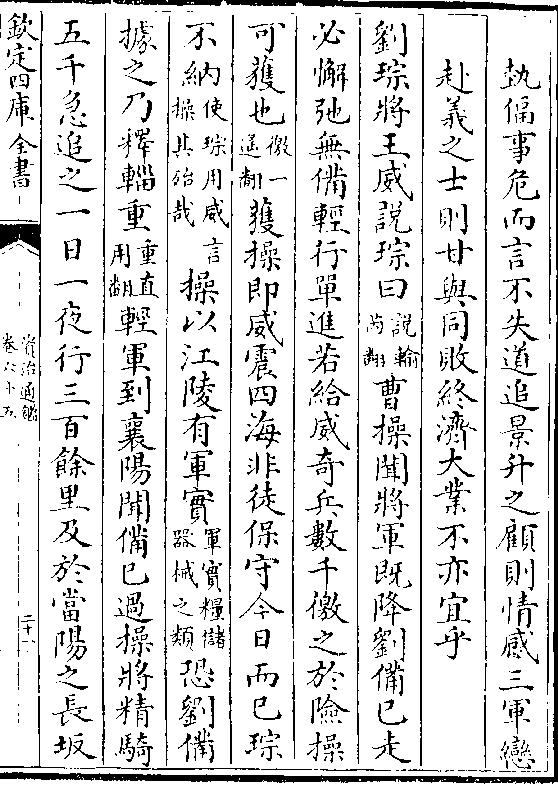 埶偪事危而言不失道追景升之顧則情感三軍戀
赴義之士則甘與同敗終濟大業不亦宜乎
劉琮將王威說琮曰說輸芮翻曹操聞將軍既降劉備已走
必懈弛無備輕行單進若給威奇兵數千徼之於險操
可獲也徼一遥翻獲操即威震四海非徒保守今日而已琮
不納使琮用威言操其殆哉操以江陵有軍實軍實糧儲器械之類恐劉備
據之乃釋輜重重直用翻輕軍到襄陽聞備已過操將精騎
五千急追之一日一夜行三百餘里及於當陽之長坂
欽定四庫全書
資治通鑑
卷六十五